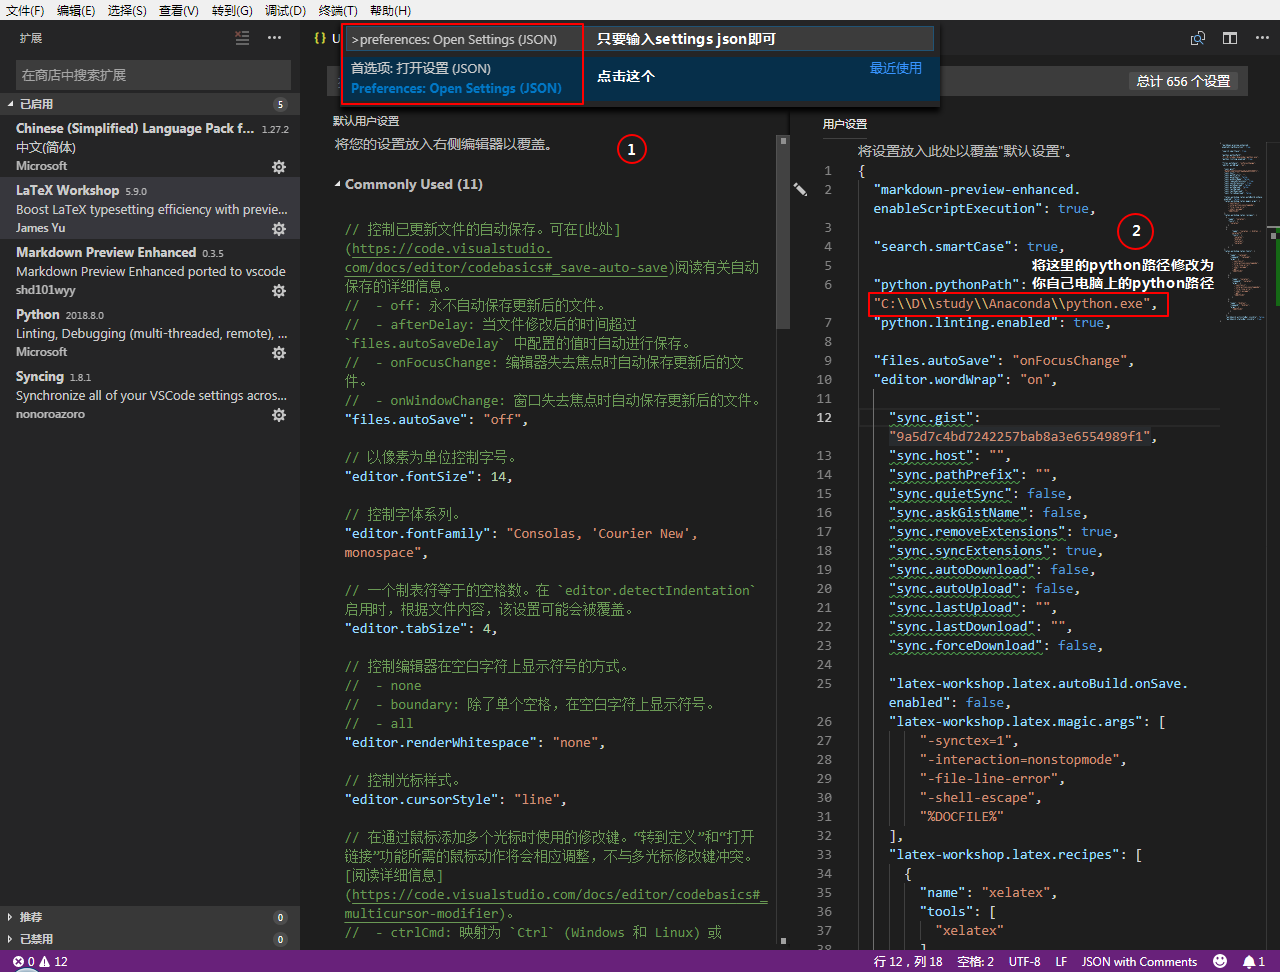 文件(F) 编辑(E) 选择(S) 查看(V) 转到(G) 调试(D) 终端(T) 帮助(H)
扩展
在商店中搜索扩展
已启用 5
Chinese (Simplified) Language Pack f... 1.27.2
中文(简体)
Microsoft
LaTeX Workshop 5.9.0
Boost LaTeX typesetting efficiency with previe...
James Yu
Markdown Preview Enhanced 0.3.5
Markdown Preview Enhanced ported to vscode
shd101wyy
Python 2018.8.0
Linting, Debugging (multi-threaded, remote), ...
Microsoft
Syncing 1.8.1
Synchronize all of your VSCode settings acros...
nonoroazoro
推荐 0
已禁用 0
{} U
>preferences: Open Settings (JSON) 只要输入settings json即可
首选项: 打开设置 (JSON) 最近使用
Preferences: Open Settings (JSON) 点击这个
总计 656 个设置
默认用户设置
将您的设置放入右侧编辑器以覆盖。
1
Commonly Used (11)
// 控制已更新文件的自动保存。可在[此处]
(https://code.visualstudio.
com/docs/editor/codebasics#_save-auto-save)阅读有关自动
保存的详细信息。
//  - off: 永不自动保存更新后的文件。
//  - afterDelay: 当文件修改后的时间超过
`files.autoSaveDelay` 中配置的值时自动进行保存。
//  - onFocusChange: 编辑器失去焦点时自动保存更新后的文
件。
//  - onWindowChange: 窗口失去焦点时自动保存更新后的文件。
"files.autoSave": "off",
// 以像素为单位控制字号。
"editor.fontSize": 14,
// 控制字体系列。
"editor.fontFamily": "Consolas, 'Courier New',
monospace",
// 一个制表符等于的空格数。在 `editor.detectIndentation`
启用时，根据文件内容，该设置可能会被覆盖。
"editor.tabSize": 4,
// 控制编辑器在空白字符上显示符号的方式。
//  - none
//  - boundary: 除了单个空格，在空白字符上显示符号。
//  - all
"editor.renderWhitespace": "none",
// 控制光标样式。
"editor.cursorStyle": "line",
// 在通过鼠标添加多个光标时使用的修改键。“转到定义”和“打开
链接”功能所需的鼠标动作将会相应调整，不与多光标修改键冲突。
[阅读详细信息]
(https://code.visualstudio.com/docs/editor/codebasics#_
multicursor-modifier)。
//  - ctrlCmd: 映射为 `Ctrl` (Windows 和 Linux) 或
用户设置
将设置放入此处以覆盖"默认设置"。
1 {
2 "markdown-preview-enhanced.
enableScriptExecution": true,
3
4 "search.smartCase": true,
2
5
将这里的python路径修改为
6 "python.pythonPath":
你自己电脑上的python路径
"C:\\D\\study\\Anaconda\\python.exe",
7 "python.linting.enabled": true,
8
9 "files.autoSave": "onFocusChange",
10 "editor.wordWrap": "on",
11
12 "sync.gist":
"9a5d7c4bd7242257bab8a3e6554989f1",
13 "sync.host": "",
14 "sync.pathPrefix": "",
15 "sync.quietSync": false,
16 "sync.askGistName": false,
17 "sync.removeExtensions": true,
18 "sync.syncExtensions": true,
19 "sync.autoDownload": false,
20 "sync.autoUpload": false,
21 "sync.lastUpload": "",
22 "sync.lastDownload": "",
23 "sync.forceDownload": false,
24
25 "latex-workshop.latex.autoBuild.onSave.
enabled": false,
26 "latex-workshop.latex.magic.args": [
27 "-synctex=1",
28 "-interaction=nonstopmode",
29 "-file-line-error",
30 "-shell-escape",
31 "%DOCFILE%"
32 ],
33 "latex-workshop.latex.recipes": [
34 {
35 "name": "xelatex",
36 "tools": [
37 "xelatex"
38 ]
0 12 行 12，列 18 空格: 2 UTF-8 LF JSON with Comments 1